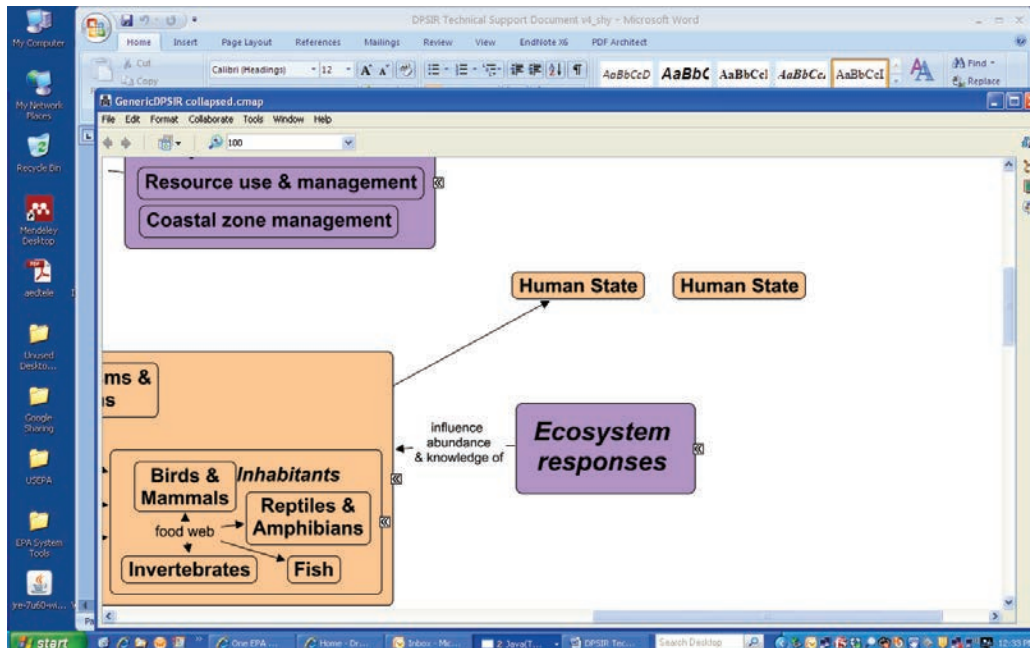 DPSIR Technical Support Document v4_shy - Microsoft Word
My Computer
Home Insert Page Layout References Mailings Review View EndNote X6 PDF Architect
Cut
Copy
Calibri (Headings) 12
AaBbCcD AaBbC AaBbCcI AaBbCc AaBbCcI
Find
Replace
My Network
Places
GenericDPSIR collapsed.cmap
File Edit Format Collaborate Tools Window Help
100
Recycle Bin
Resource use & management
Coastal zone management
Mendeley
Desktop
Human State Human State
aedtele
Unused
Deskto...
ms &
s
Google
Sharing
influence
abundance
& knowledge of
Ecosystem
responses
USEPA
Birds &
Mammals
Inhabitants
Reptiles &
Amphibians
food web
Invertebrates
Fish
EPA System
Tools
jre-7u60-wi...
Pa
start
One EPA ...
Home - Dr...
Inbox - Mic...
2 Java(T...
DPSIR Tec...
Search Desktop
12:33 PM